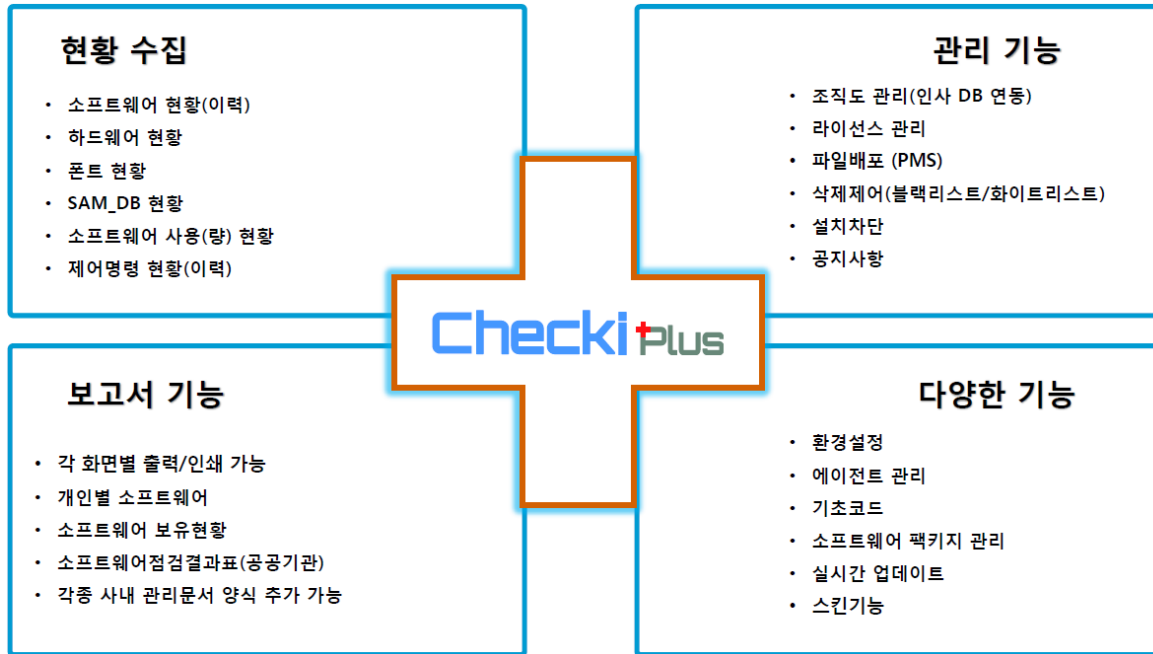 현황 수집
• 소프트웨어 현황(이력)
• 하드웨어 현황
• 폰트 현황
• SAM_DB 현황
• 소프트웨어 사용(량) 현황
• 제어명령 현황(이력)
관리 기능
• 조직도 관리(인사 DB 연동)
• 라이선스 관리
• 파일배포 (PMS)
• 삭제제어(블랙리스트/화이트리스트)
• 설치차단
• 공지사항
Checki Plus
보고서 기능
• 각 화면별 출력/인쇄 가능
• 개인별 소프트웨어
• 소프트웨어 보유현황
• 소프트웨어점검결과표(공공기관)
• 각종 사내 관리문서 양식 추가 가능
다양한 기능
• 환경설정
• 에이전트 관리
• 기초코드
• 소프트웨어 팩키지 관리
• 실시간 업데이트
• 스킨기능